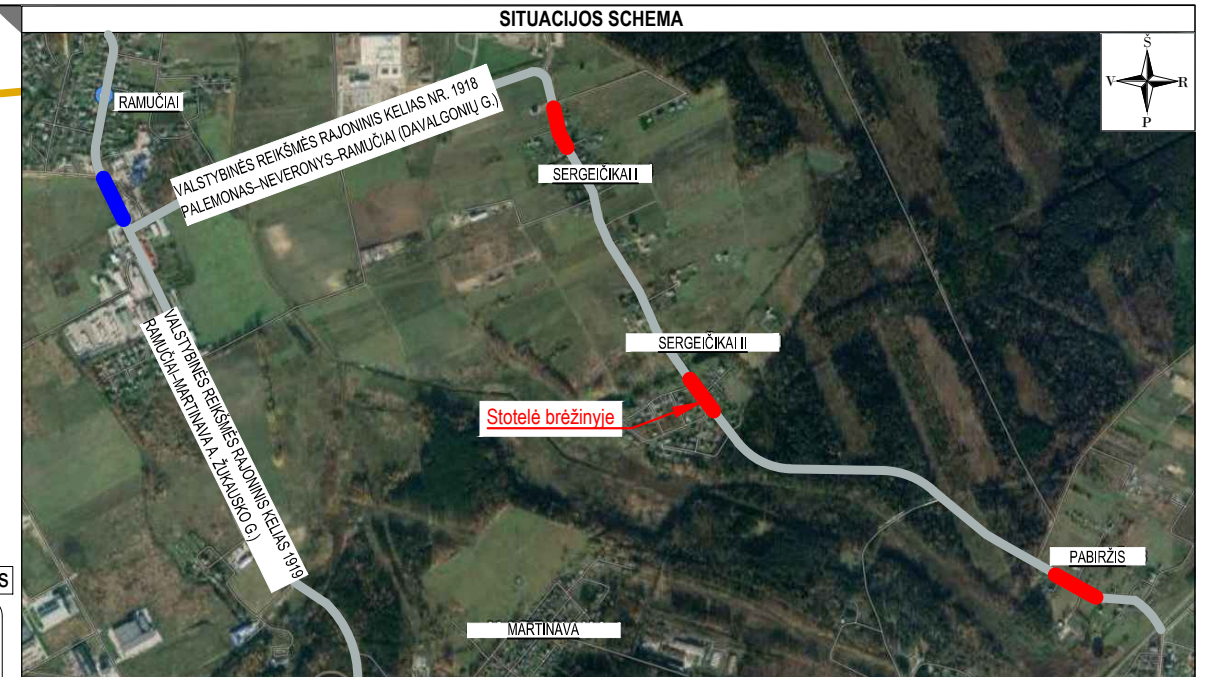 SITUACIJOS SCHEMA
Š
V
R
P
RAMUČIAI
VALSTYBINĖS REIKŠMĖS RAJONINIS KELIAS NR. 1918
PALEMONAS–NEVERONYS–RAMUČIAI (DAVALGONIŲ G.)
SERGEIČIKAI I
VALSTYBINĖS REIKŠMĖS RAJONINIS KELIAS 1919
RAMUČIAI–MARTINAVA A. ŽUKAUSKO G.)
SERGEIČIKAI II
Stotelė brėžinyje
PABIRŽIS
S
MARTINAVA